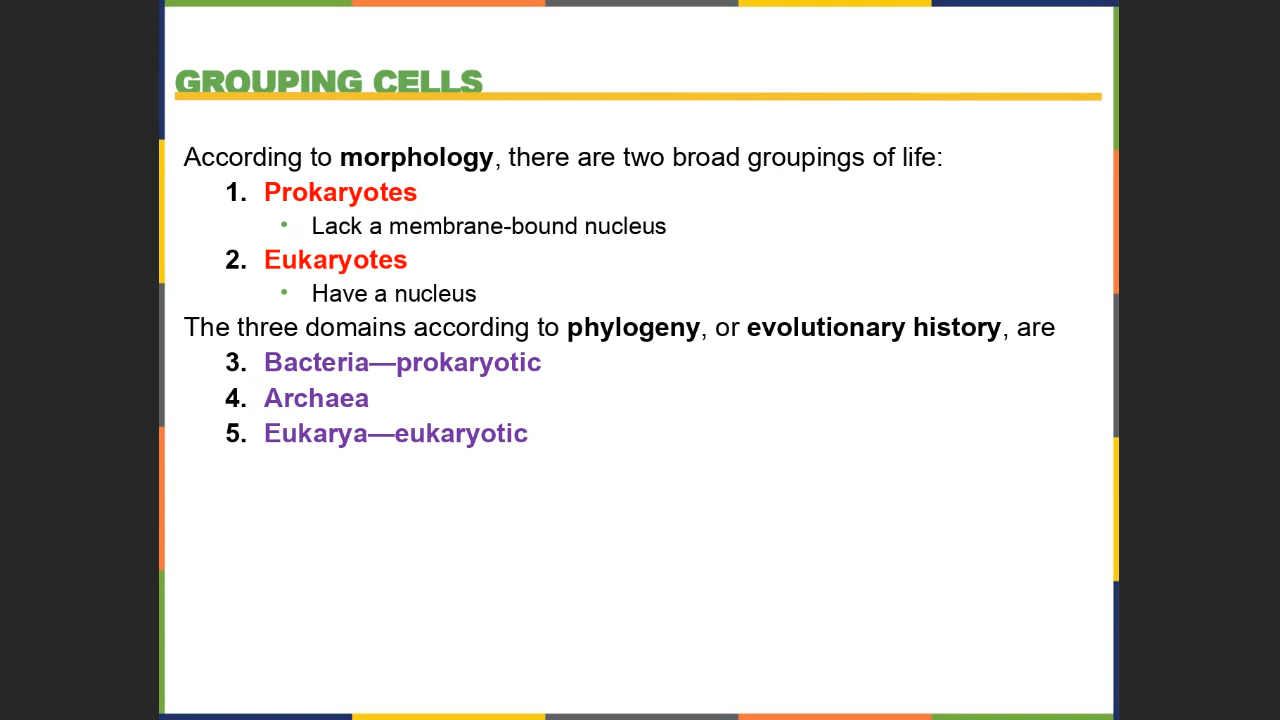 GROUPING CELLS
According to morphology, there are two broad groupings of life:
1. Prokaryotes
• Lack a membrane-bound nucleus
2. Eukaryotes
• Have a nucleus
The three domains according to phylogeny, or evolutionary history, are
3. Bacteria—prokaryotic
4. Archaea
5. Eukarya—eukaryotic